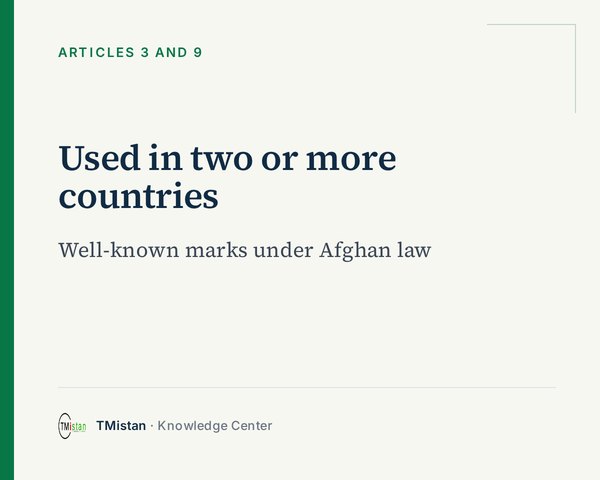 ARTICLES 3 AND 9
Used in two or more
countries
Well-known marks under Afghan law
TMistan
TMistan · Knowledge Center